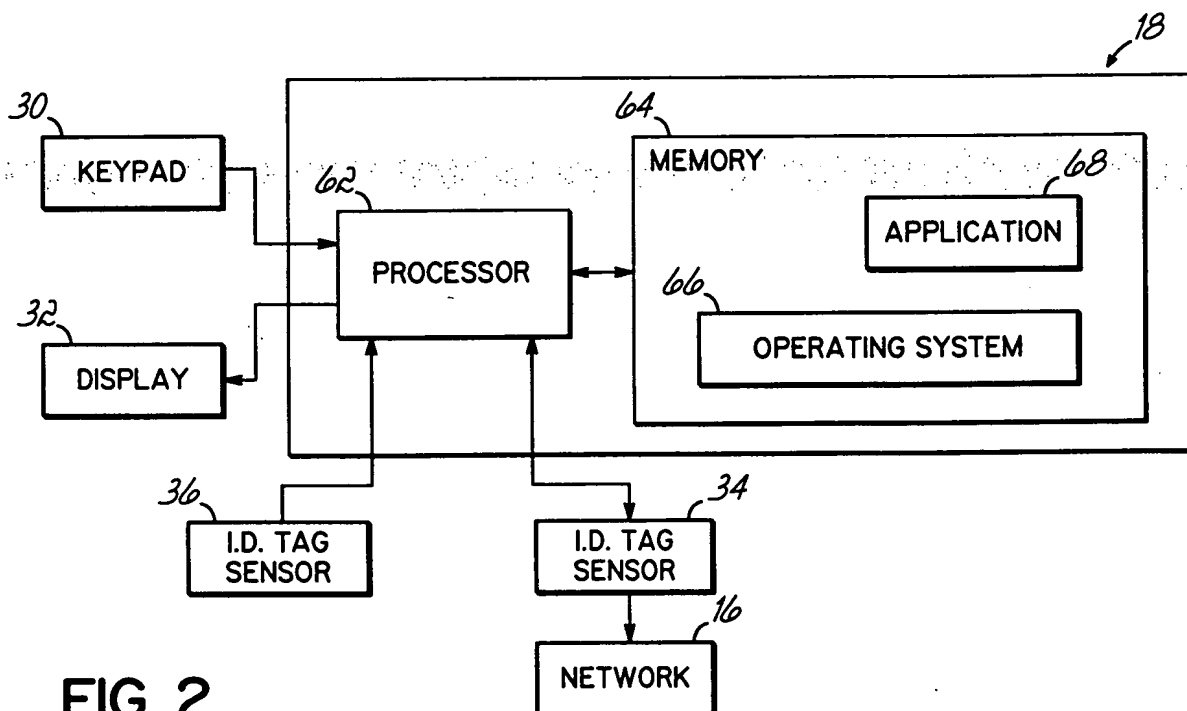 18
30
KEYPAD
62
PROCESSOR
64
MEMORY
68
APPLICATION
66
OPERATING SYSTEM
32
DISPLAY
36
I.D. TAG
SENSOR
34
I.D. TAG
SENSOR
16
NETWORK
FIG. 2